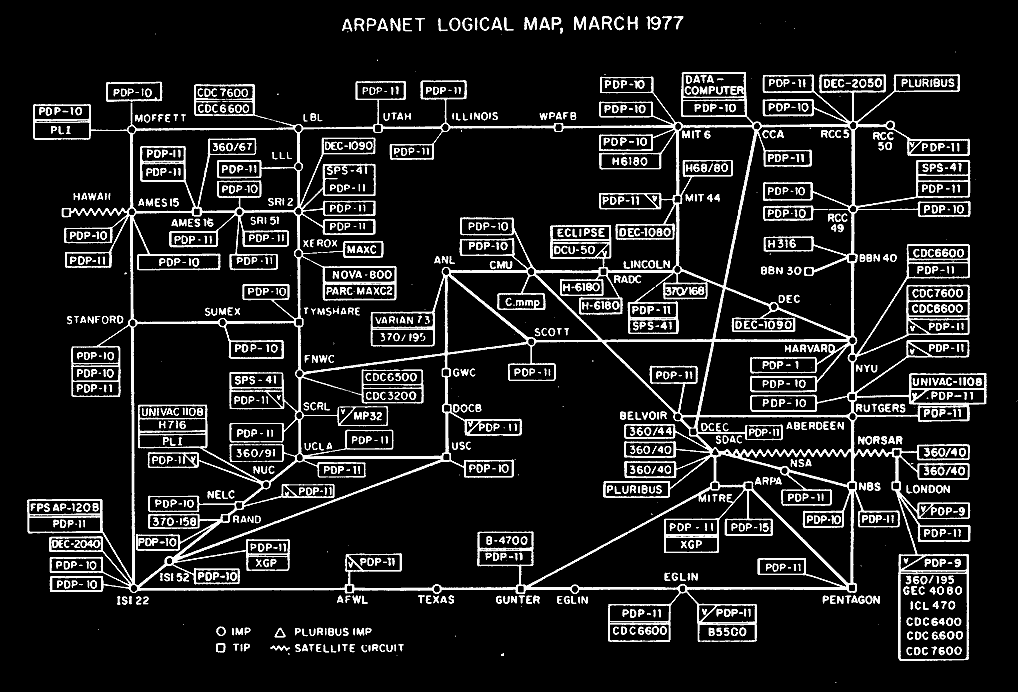 ARPANET LOGICAL MAP, MARCH 1977
PDP-10
PDP-10
PLI
MOFFETT
CDC7600
CDC6600
LBL
PDP-11
UTAH
PDP-11
ILLINOIS
PDP-11
WPAFB
PDP-10
PDP-10
PDP-10
H6180
MIT 6
DATA-
COMPUTER
PDP-10
CCA
PDP-11
PDP-11
PDP-10
DEC-2050
PLURIBUS
RCC5
RCC
50
PDP-11
360/67
PDP-11
PDP-11
LLL
PDP-11
PDP-10
DEC-1090
SPS-41
PDP-11
PDP-11
PDP-11
H68/80
PDP-11
MIT 44
DEC-1080
SPS-41
PDP-11
PDP-10
PDP-10
PDP-10
RCC
49
HAWAII
AMES15
AMES 16
SRI 51
SRI 2
PDP-10
PDP-11
PDP-10
PDP-11
PDP-11
PDP-11
XEROX
MAXC
NOVA-800
PARC-MAXC2
PDP-10
PDP-10
CMU
ECLIPSE
DCU-50
RADC
LINCOLN
H316
BBN 40
BBN 30
CDC6600
PDP-11
CDC7600
CDC6600
PDP-11
PDP-11
ANL
C.mmp
H-6180
H-6180
370/168
PDP-11
SPS-41
DEC
DEC-1090
PDP-10
TYMSHARE
VARIAN 73
370/195
STANFORD
SUMEX
PDP-10
PDP-10
PDP-10
PDP-11
SCOTT
PDP-11
HARVARD
PDP-1
PDP-10
PDP-10
NYU
FNWC
CDC6500
CDC3200
GWC
PDP-11
UNIVAC-1108
PDP-11
RUTGERS
PDP-11
SPS-41
PDP-11
SCRL
MP32
DOCB
PDP-11
BELVOIR
DCEC
PDP-11
ABERDEEN
UNIVAC 1108
H716
PLI
PDP-11
PDP-11
360/91
UCLA
PDP-11
PDP-11
USC
PDP-10
360/44
360/40
360/40
PLURIBUS
SDAC
NORSAR
360/40
360/40
NUC
NSA
PDP-11
NBS
PDP-10
PDP-11
LONDON
PDP-9
PDP-11
NELC
PDP-11
PDP-10
370-158
RAND
PDP-10
MITRE
ARPA
PDP-11
XGP
PDP-15
FPS AP-120B
PDP-11
DEC-2040
PDP-10
PDP-10
PDP-11
XGP
ISI 52
PDP-10
B-4700
PDP-11
PDP-11
PDP-11
PDP-9
360/195
GEC 4080
ICL 470
CDC6400
CDC6600
CDC7600
ISI 22
AFWL
TEXAS
GUNTER
EGLIN
EGLIN
PENTAGON
PDP-11
CDC6600
PDP-11
B5500
IMP
PLURIBUS IMP
TIP
SATELLITE CIRCUIT